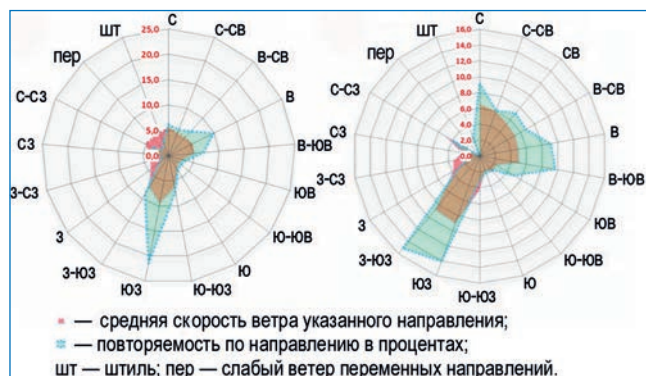 С
С-СВ
В-СВ
В
В-ЮВ
ЮВ
Ю-ЮВ
Ю
Ю-ЮЗ
ЮЗ
З-ЮЗ
З
З-СЗ
СЗ
С-СЗ
пер
шт
25,0
20,0
15,0
10,0
5,0
0,0
С
С-СВ
СВ
В-СВ
В
В-ЮВ
ЮВ
Ю-ЮВ
Ю
Ю-ЮЗ
ЮЗ
З-ЮЗ
З
З-СЗ
СЗ
С-СЗ
пер
шт
16,0
14,0
12,0
10,0
8,0
6,0
4,0
2,0
0,0
— средняя скорость ветра указанного направления;
— повторяемость по направлению в процентах;
шт — штиль; пер — слабый ветер переменных направлений.